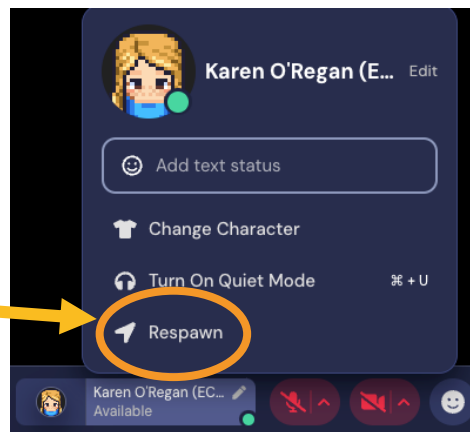 Karen O'Regan (E... Edit
Add text status
Change Character
Turn On Quiet Mode ⌘ + U
Respawn
Karen O'Regan (EC...
Available